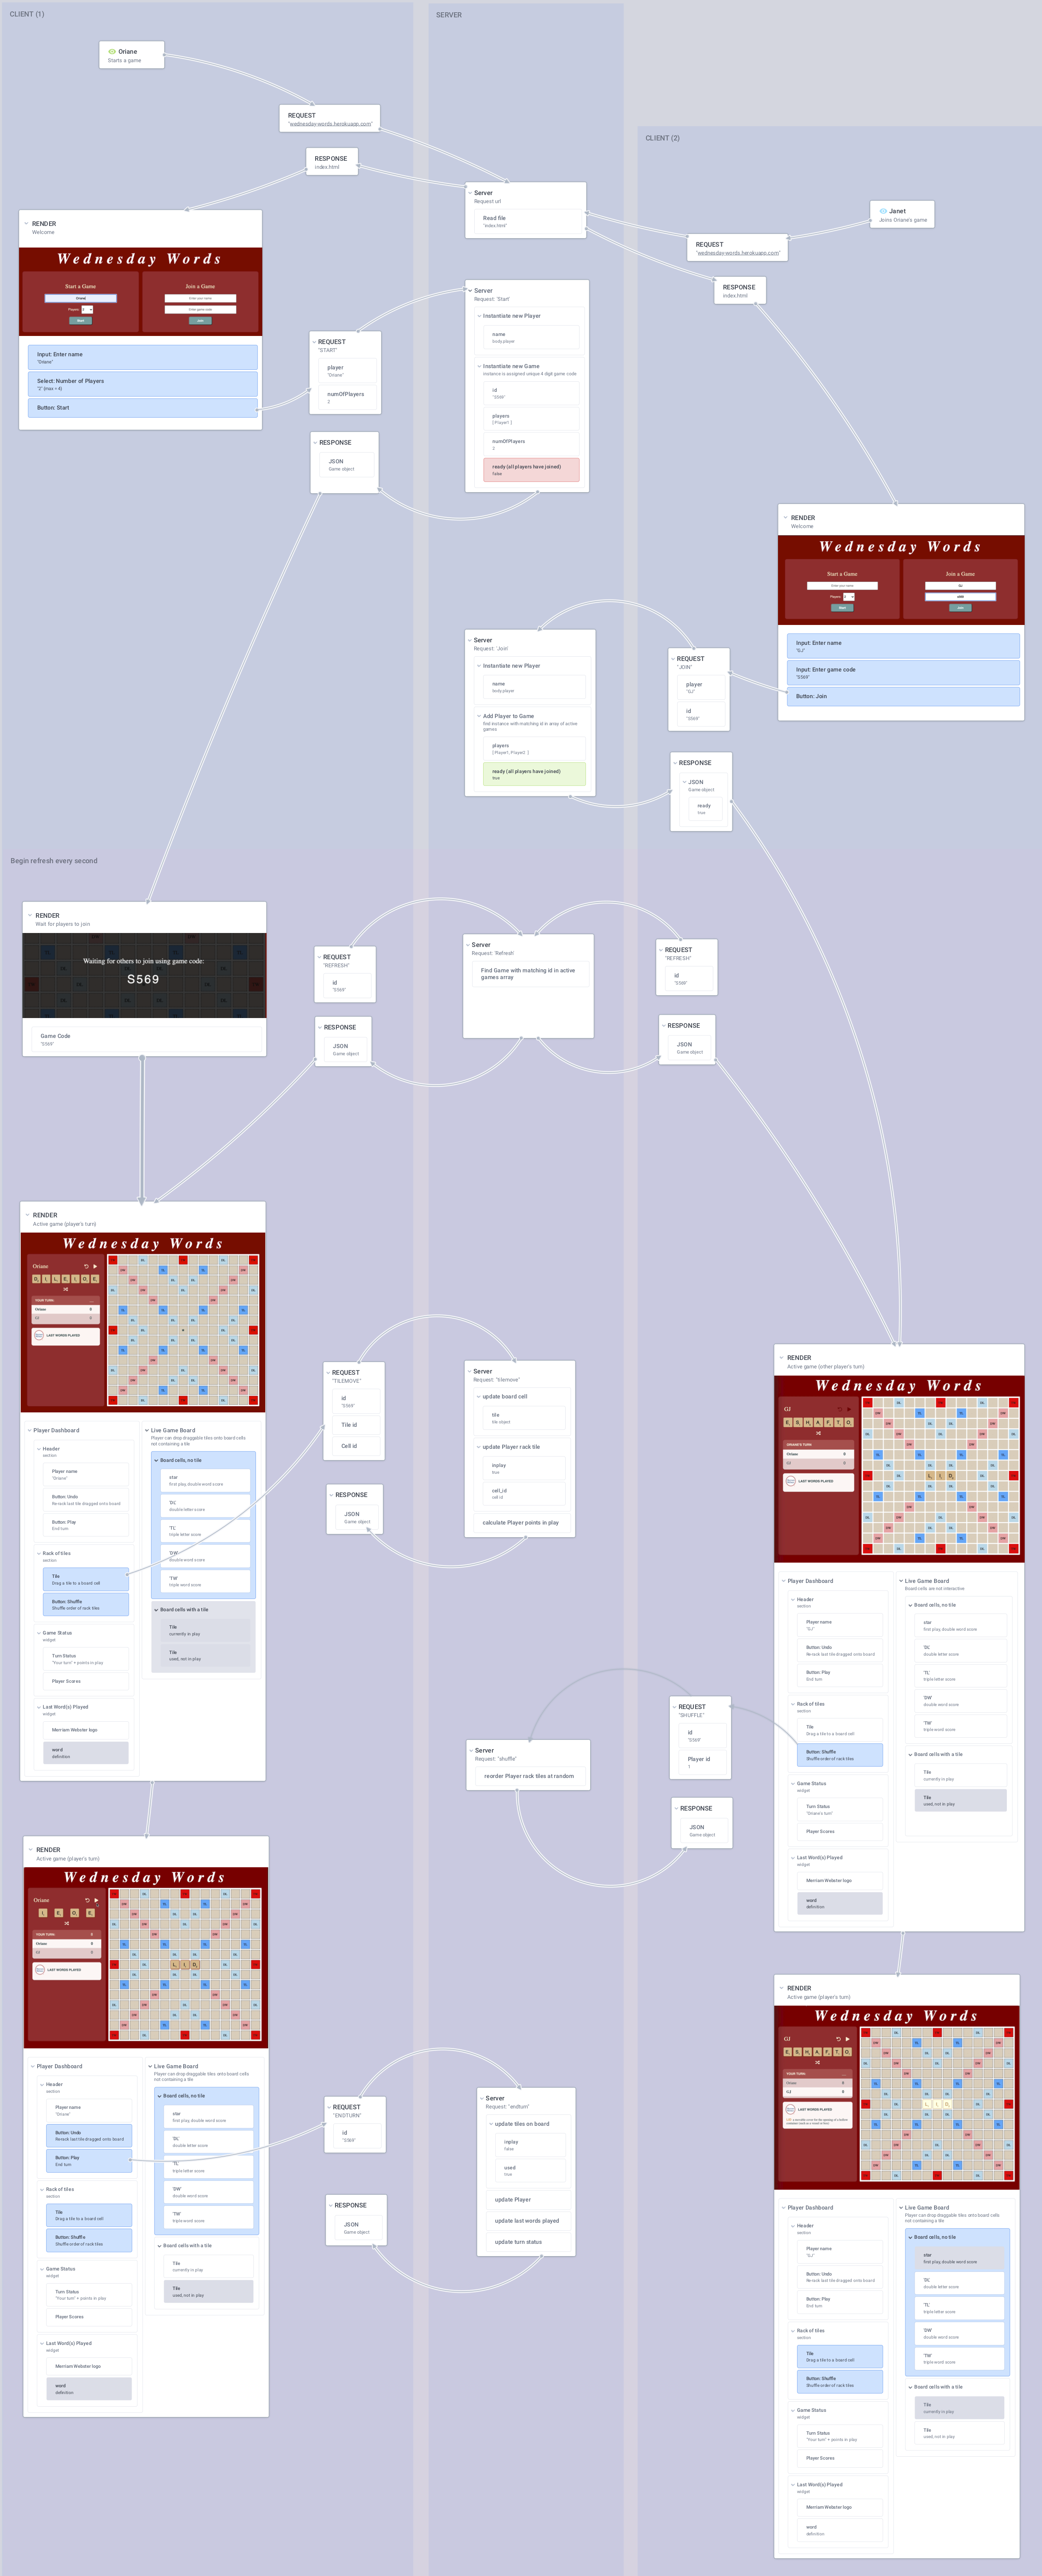 CLIENT (1)
SERVER
Oriane
Starts a game
REQUEST
"wednesday-words.herokuapp.com"
RESPONSE
index.html
CLIENT (2)
Server
Request url
Read file
"index.html"
Janet
Joins Oriane's game
REQUEST
"wednesday-words.herokuapp.com"
RESPONSE
index.html
RENDER
Welcome
Wednesday Words
Start a Game
Join a Game
Input: Enter name
"Oriane"
Select: Number of Players
"2" (max = 4)
Button: Start
REQUEST
"START"
player
"Oriane"
numOfPlayers
2
RESPONSE
JSON
Game object
Server
Request: 'Start'
Instantiate new Player
name
body.player
Instantiate new Game
Instance is assigned unique 4 digit game code
id
"S569"
players
[ Player1 ]
numOfPlayers
2
ready (all players have joined)
false
RENDER
Welcome
Wednesday Words
Start a Game
Join a Game
Input: Enter name
"GJ"
Input: Enter game code
"S569"
Button: Join
Server
Request: 'Join'
Instantiate new Player
name
body.player
Add Player to Game
find instance with matching id in array of active
games
players
[ Player1, Player2 ]
ready (all players have joined)
true
REQUEST
"JOIN"
player
"GJ"
id
"S569"
RESPONSE
JSON
Game object
ready
true
Begin refresh every second
RENDER
Wait for players to join
Waiting for others to join using game code:
S569
Game Code
"S569"
REQUEST
"REFRESH"
id
"S569"
RESPONSE
JSON
Game object
Server
Request: 'Refresh'
Find Game with matching id in active
games array
REQUEST
"REFRESH"
id
"S569"
RESPONSE
JSON
Game object
RENDER
Active game (player's turn)
Wednesday Words
Oriane
YOUR TURN:
Oriane 0
GJ 0
LAST WORDS PLAYED
Player Dashboard
Header
section
Player name
"Oriane"
Button: Undo
Re-rack last tile dragged onto board
Button: Play
End turn
Rack of tiles
section
Tile
Drag a tile to a board cell
Button: Shuffle
Shuffle order of rack tiles
Game Status
widget
Turn Status
"Your turn" + points in play
Player Scores
Last Word(s) Played
widget
Merriam Webster logo
word
definition
Live Game Board
Player can drop draggable tiles onto board cells
not containing a tile
Board cells, no tile
star
first play, double word score
'DL'
double letter score
'TL'
triple letter score
'DW'
double word score
'TW'
triple word score
Board cells with a tile
Tile
currently in play
Tile
used, not in play
REQUEST
"TILEMOVE"
id
"S569"
Tile id
Cell id
RESPONSE
JSON
Game object
Server
Request: "tilemove"
update board cell
tile
tile object
update Player rack tile
inplay
true
cell_id
cell id
calculate Player points in play
RENDER
Active game (other player's turn)
Wednesday Words
GJ
ORIANE'S TURN:
Oriane 0
GJ 0
LAST WORDS PLAYED
Player Dashboard
Header
section
Player name
"GJ"
Button: Undo
Re-rack last tile dragged onto board
Button: Play
End turn
Rack of tiles
section
Tile
Drag a tile to a board cell
Button: Shuffle
Shuffle order of rack tiles
Game Status
widget
Turn Status
"Oriane's turn"
Player Scores
Last Word(s) Played
widget
Merriam Webster logo
word
definition
Live Game Board
Board cells are not interactive
Board cells, no tile
star
first play, double word score
'DL'
double letter score
'TL'
triple letter score
'DW'
double word score
'TW'
triple word score
Board cells with a tile
Tile
currently in play
Tile
used, not in play
REQUEST
"SHUFFLE"
id
"S569"
Player id
1
RESPONSE
JSON
Game object
Server
Request: "shuffle"
reorder Player rack tiles at random
RENDER
Active game (player's turn)
Wednesday Words
Oriane
YOUR TURN:
Oriane 0
GJ 0
LAST WORDS PLAYED
Player Dashboard
Header
section
Player name
"Oriane"
Button: Undo
Re-rack last tile dragged onto board
Button: Play
End turn
Rack of tiles
section
Tile
Drag a tile to a board cell
Button: Shuffle
Shuffle order of rack tiles
Game Status
widget
Turn Status
"Your turn" + points in play
Player Scores
Last Word(s) Played
widget
Merriam Webster logo
word
definition
Live Game Board
Player can drop draggable tiles onto board cells
not containing a tile
Board cells, no tile
star
first play, double word score
'DL'
double letter score
'TL'
triple letter score
'DW'
double word score
'TW'
triple word score
Board cells with a tile
Tile
currently in play
Tile
used, not in play
REQUEST
"ENDTURN"
id
"S569"
RESPONSE
JSON
Game object
Server
Request: "endturn"
update tiles on board
inplay
false
used
true
update Player
update last words played
update turn status
RENDER
Active game (player's turn)
Wednesday Words
GJ
YOUR TURN:
Oriane
GJ
LAST WORDS PLAYED
Player Dashboard
Header
section
Player name
"GJ"
Button: Undo
Re-rack last tile dragged onto board
Button: Play
End turn
Rack of tiles
section
Tile
Drag a tile to a board cell
Button: Shuffle
Shuffle order of rack tiles
Game Status
widget
Turn Status
"Your turn" + points in play
Player Scores
Last Word(s) Played
widget
Merriam Webster logo
word
definition
Live Game Board
Player can drop draggable tiles onto board cells
not containing a tile
Board cells, no tile
star
first play, double word score
'DL'
double letter score
'TL'
triple letter score
'DW'
double word score
'TW'
triple word score
Board cells with a tile
Tile
currently in play
Tile
used, not in play